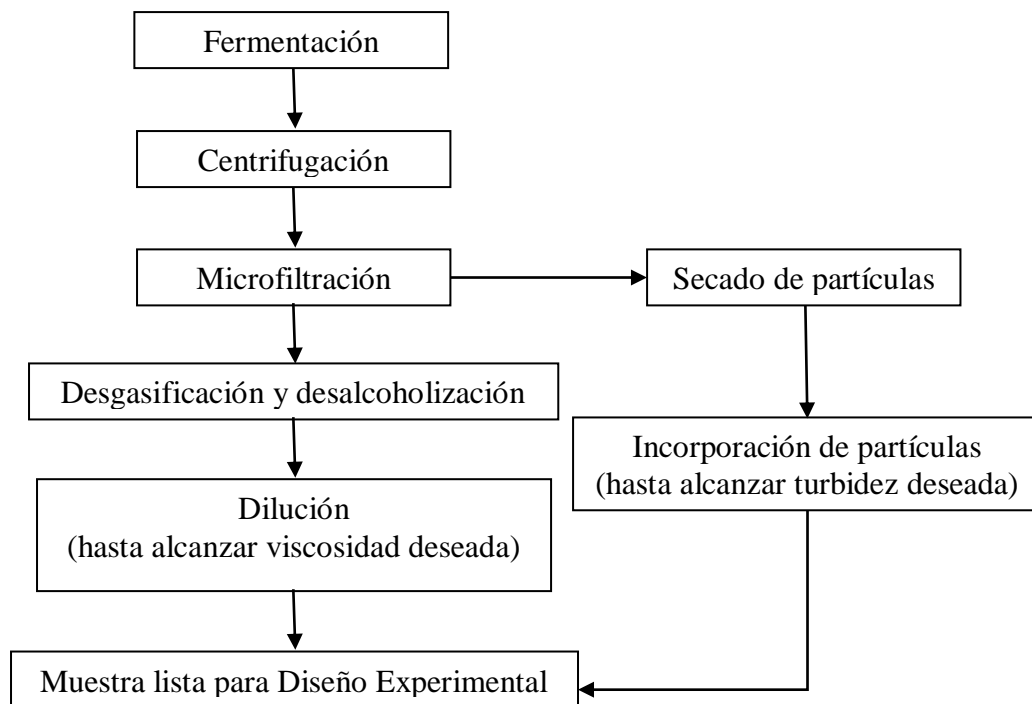 Fermentación
Centrifugación
Microfiltración
Secado de partículas
Desgasificación y desalcoholización
Incorporación de partículas
(hasta alcanzar turbidez deseada)
Dilución
(hasta alcanzar viscosidad deseada)
Muestra lista para Diseño Experimental